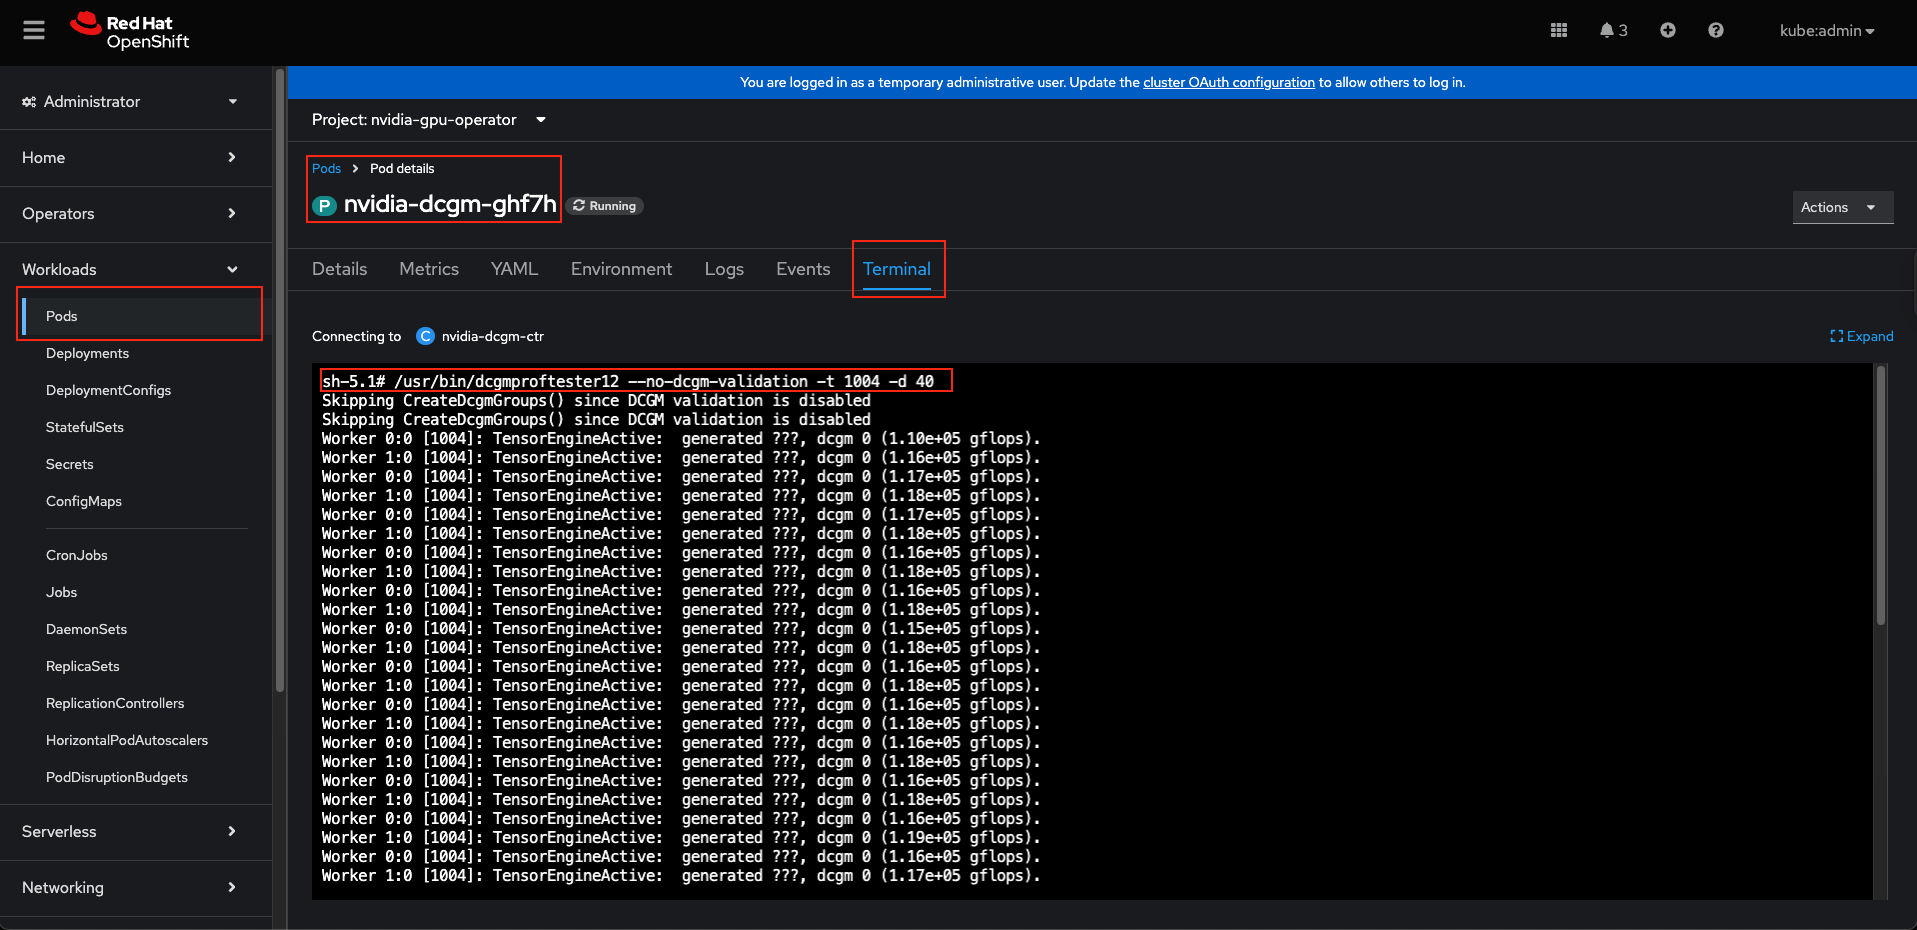 Red Hat
OpenShift
3
kube:admin
Administrator
Home
Operators
Workloads
Pods
Deployments
DeploymentConfigs
StatefulSets
Secrets
ConfigMaps
CronJobs
Jobs
DaemonSets
ReplicaSets
ReplicationControllers
HorizontalPodAutoscalers
PodDisruptionBudgets
Serverless
Networking
You are logged in as a temporary administrative user. Update the cluster OAuth configuration to allow others to log in.
Project: nvidia-gpu-operator
Pods > Pod details
P nvidia-dcgm-ghf7h Running
Actions
Details Metrics YAML Environment Logs Events Terminal
Connecting to C nvidia-dcgm-ctr
Expand
sh-5.1# /usr/bin/dcgmproftester12 --no-dcgm-validation -t 1004 -d 40
Skipping CreateDcgmGroups() since DCGM validation is disabled
Skipping CreateDcgmGroups() since DCGM validation is disabled
Worker 0:0 [1004]: TensorEngineActive:  generated ???, dcgm 0 (1.10e+05 gflops).
Worker 1:0 [1004]: TensorEngineActive:  generated ???, dcgm 0 (1.16e+05 gflops).
Worker 0:0 [1004]: TensorEngineActive:  generated ???, dcgm 0 (1.17e+05 gflops).
Worker 1:0 [1004]: TensorEngineActive:  generated ???, dcgm 0 (1.18e+05 gflops).
Worker 0:0 [1004]: TensorEngineActive:  generated ???, dcgm 0 (1.17e+05 gflops).
Worker 1:0 [1004]: TensorEngineActive:  generated ???, dcgm 0 (1.18e+05 gflops).
Worker 0:0 [1004]: TensorEngineActive:  generated ???, dcgm 0 (1.16e+05 gflops).
Worker 1:0 [1004]: TensorEngineActive:  generated ???, dcgm 0 (1.18e+05 gflops).
Worker 0:0 [1004]: TensorEngineActive:  generated ???, dcgm 0 (1.16e+05 gflops).
Worker 1:0 [1004]: TensorEngineActive:  generated ???, dcgm 0 (1.18e+05 gflops).
Worker 0:0 [1004]: TensorEngineActive:  generated ???, dcgm 0 (1.15e+05 gflops).
Worker 1:0 [1004]: TensorEngineActive:  generated ???, dcgm 0 (1.18e+05 gflops).
Worker 0:0 [1004]: TensorEngineActive:  generated ???, dcgm 0 (1.16e+05 gflops).
Worker 1:0 [1004]: TensorEngineActive:  generated ???, dcgm 0 (1.18e+05 gflops).
Worker 0:0 [1004]: TensorEngineActive:  generated ???, dcgm 0 (1.16e+05 gflops).
Worker 1:0 [1004]: TensorEngineActive:  generated ???, dcgm 0 (1.18e+05 gflops).
Worker 0:0 [1004]: TensorEngineActive:  generated ???, dcgm 0 (1.16e+05 gflops).
Worker 1:0 [1004]: TensorEngineActive:  generated ???, dcgm 0 (1.18e+05 gflops).
Worker 0:0 [1004]: TensorEngineActive:  generated ???, dcgm 0 (1.16e+05 gflops).
Worker 1:0 [1004]: TensorEngineActive:  generated ???, dcgm 0 (1.18e+05 gflops).
Worker 0:0 [1004]: TensorEngineActive:  generated ???, dcgm 0 (1.16e+05 gflops).
Worker 1:0 [1004]: TensorEngineActive:  generated ???, dcgm 0 (1.19e+05 gflops).
Worker 0:0 [1004]: TensorEngineActive:  generated ???, dcgm 0 (1.16e+05 gflops).
Worker 1:0 [1004]: TensorEngineActive:  generated ???, dcgm 0 (1.17e+05 gflops).